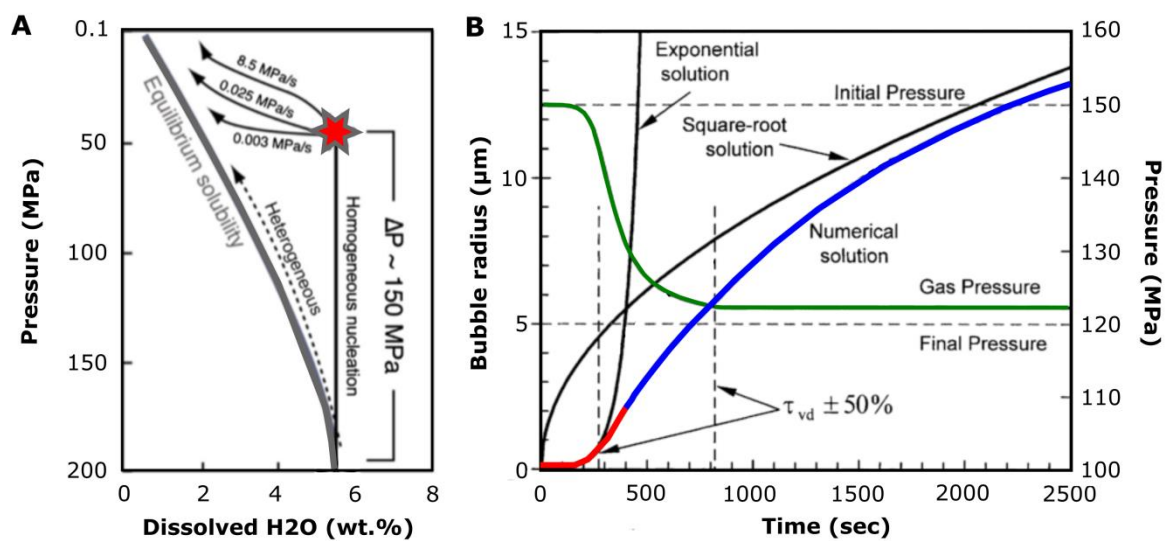 A
0.1
50
100
150
200
Pressure (MPa)
0
2
4
6
8
Dissolved H2O (wt.%)
8.5 MPa/s
0.025 MPa/s
0.003 MPa/s
Equilibrium solubility
Heterogeneous
Homogeneous nucleation
ΔP ~ 150 MPa
B
15
10
5
0
Bubble radius (μm)
Exponential
solution
Initial Pressure
Square-root
solution
Numerical
solution
Gas Pressure
Final Pressure
τvd ±50%
160
150
140
130
120
110
100
Pressure
(MPa)
0
500
1000
1500
2000
2500
Time (sec)